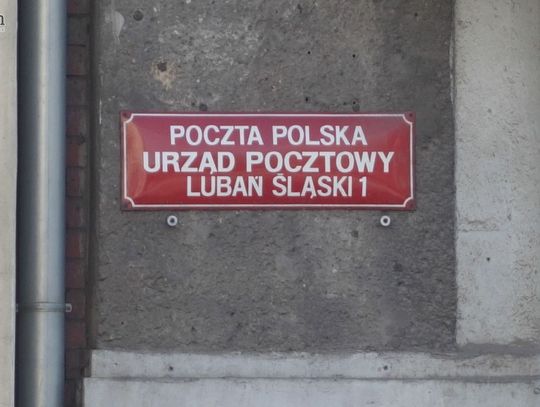 POCZTA POLSKA
URZĄD POCZTOWY
LUBAŃ ŚLĄSKI 1